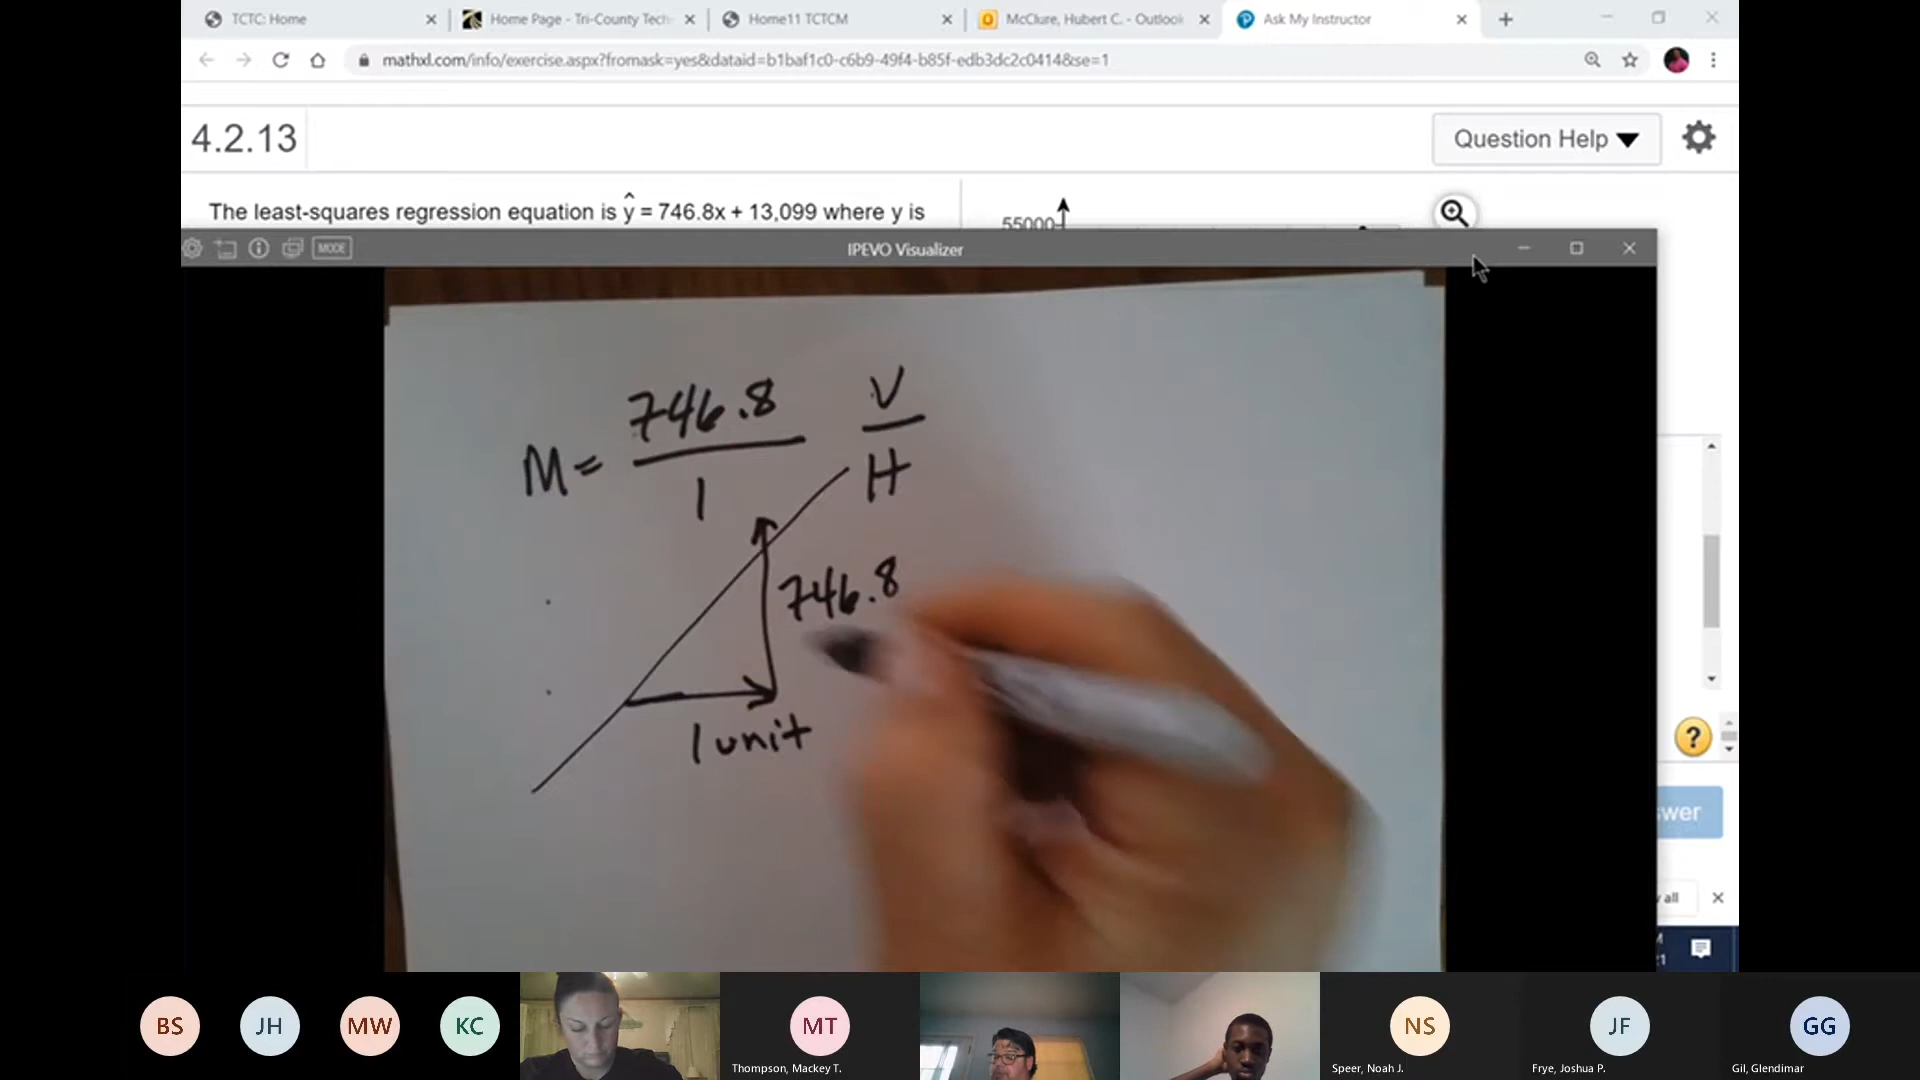 TCTC: Home
Home Page - Tri-County Tech
Home11 TCTCM
McClure, Hubert C. - Outlook
Ask My Instructor
mathxl.com/info/exercise.aspx?fromask=yes&dataid=b1baf1c0-c6b9-49f4-b85f-edb3dc2c0414&se=1
4.2.13
Question Help
The least-squares regression equation is ŷ = 746.8x + 13,099 where y is
55000
MODE
IPEVO Visualizer
746.8 V
M =
1 H
746.8
1 unit
?
swer
all
BS
JH
MW
KC
MT
NS
JF
GG
Thompson, Mackey T.
Speer, Noah J.
Frye, Joshua P.
Gil, Glendimar